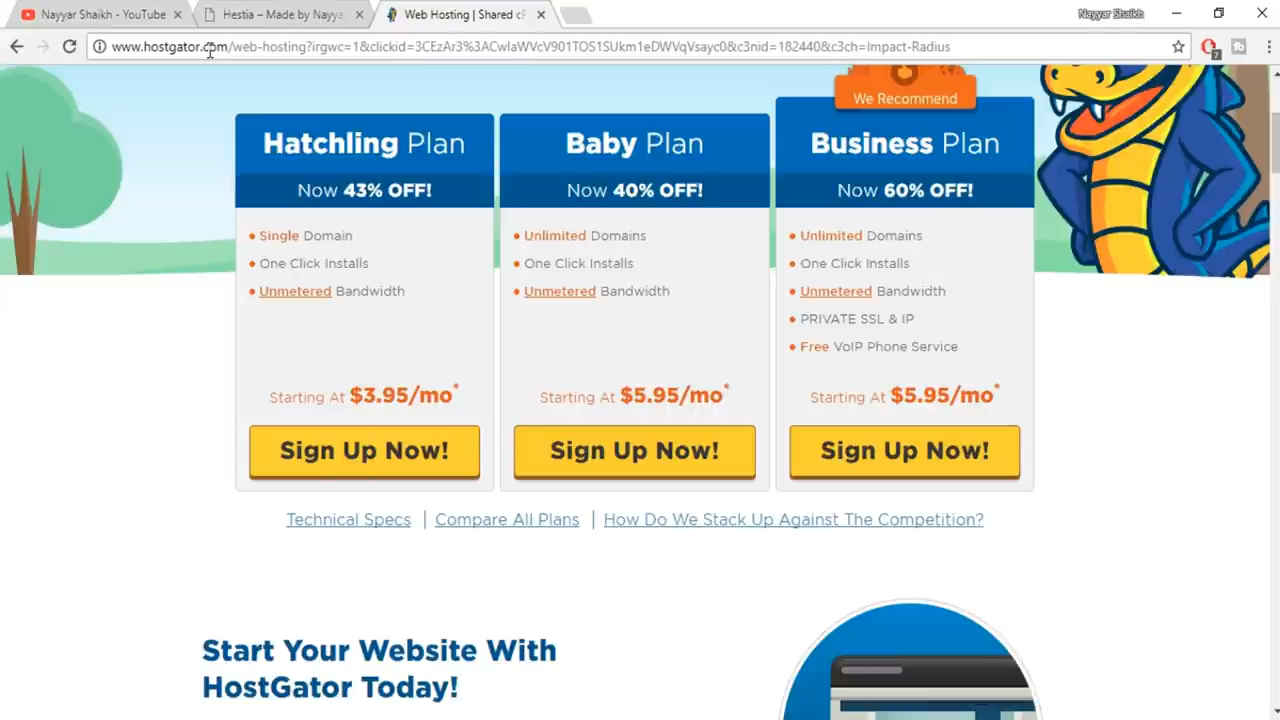 Nayyar Shaikh - YouTube
Hestia – Made by Nayya
Web Hosting | Shared cP
Nayyar Shaikh
www.hostgator.com/web-hosting?irgwc=1&clickid=3CEzAr3%3ACwlaWVcV901TOS1SUkm1eDWVqVsayc0&c3nid=182440&c3ch=Impact-Radius
7
We Recommend
Hatchling Plan
Now 43% OFF!
• Single Domain
• One Click Installs
• Unmetered Bandwidth
Starting At $3.95/mo*
Sign Up Now!
Baby Plan
Now 40% OFF!
• Unlimited Domains
• One Click Installs
• Unmetered Bandwidth
Starting At $5.95/mo*
Sign Up Now!
Business Plan
Now 60% OFF!
• Unlimited Domains
• One Click Installs
• Unmetered Bandwidth
• PRIVATE SSL & IP
• Free VoIP Phone Service
Starting At $5.95/mo*
Sign Up Now!
Technical Specs | Compare All Plans | How Do We Stack Up Against The Competition?
Start Your Website With
HostGator Today!